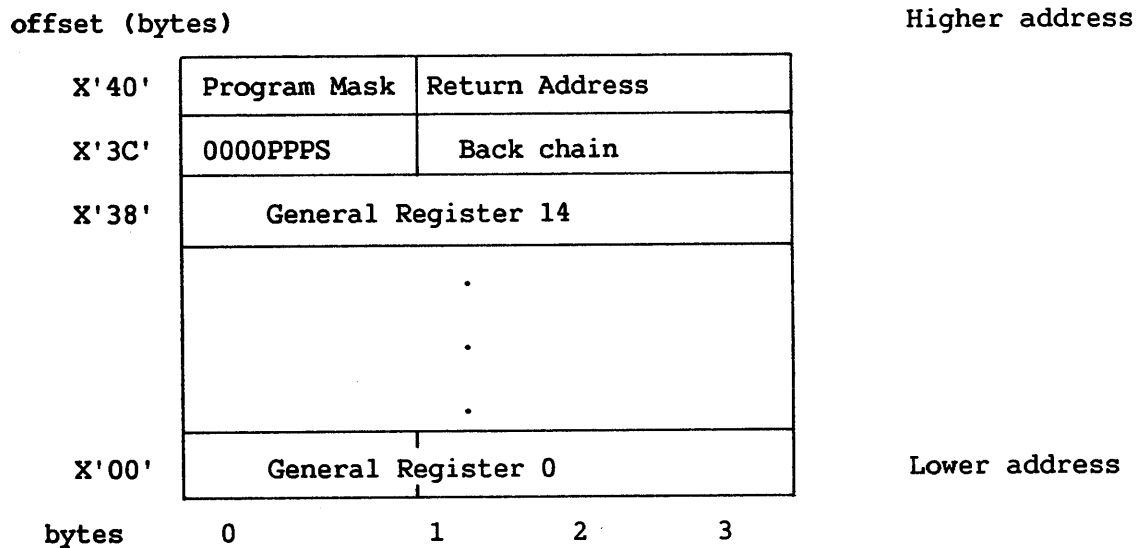 offset (bytes) Higher address
X'40' Program Mask Return Address
X'3C' 0000PPPS Back chain
X'38' General Register 14
.
.
.
X'00' General Register 0 Lower address
bytes 0 1 2 3